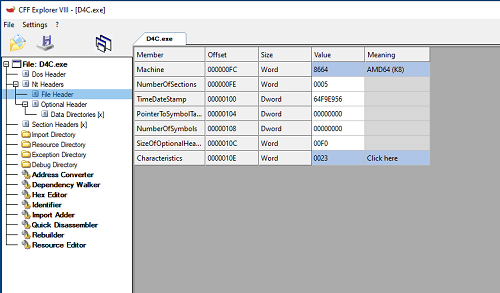 CFF Explorer VIII - [D4C.exe]
File Settings ?
D4C.exe
File: D4C.exe
Dos Header
Nt Headers
File Header
Optional Header
Data Directories [x]
Section Headers [x]
Import Directory
Resource Directory
Exception Directory
Debug Directory
Address Converter
Dependency Walker
Hex Editor
Identifier
Import Adder
Quick Disassembler
Rebuilder
Resource Editor
Member Offset Size Value Meaning
Machine 000000FC Word 8664 AMD64 (K8)
NumberOfSections 000000FE Word 0005
TimeDateStamp 00000100 Dword 64F9E956
PointerToSymbolTa... 00000104 Dword 00000000
NumberOfSymbols 00000108 Dword 00000000
SizeOfOptionalHea... 0000010C Word 00F0
Characteristics 0000010E Word 0023 Click here